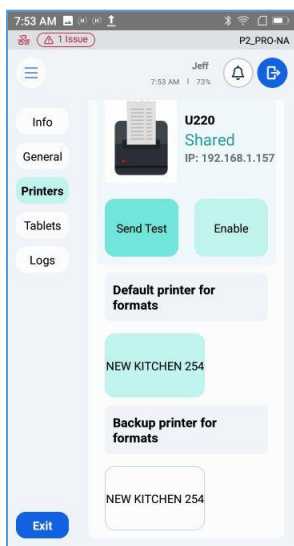 7:53 AM
1 Issue
P2_PRO-NA
Jeff
7:53 AM | 73%
Info
General
Printers
Tablets
Logs
Exit
U220
Shared
IP: 192.168.1.157
Send Test
Enable
Default printer for
formats
NEW KITCHEN 254
Backup printer for
formats
NEW KITCHEN 254